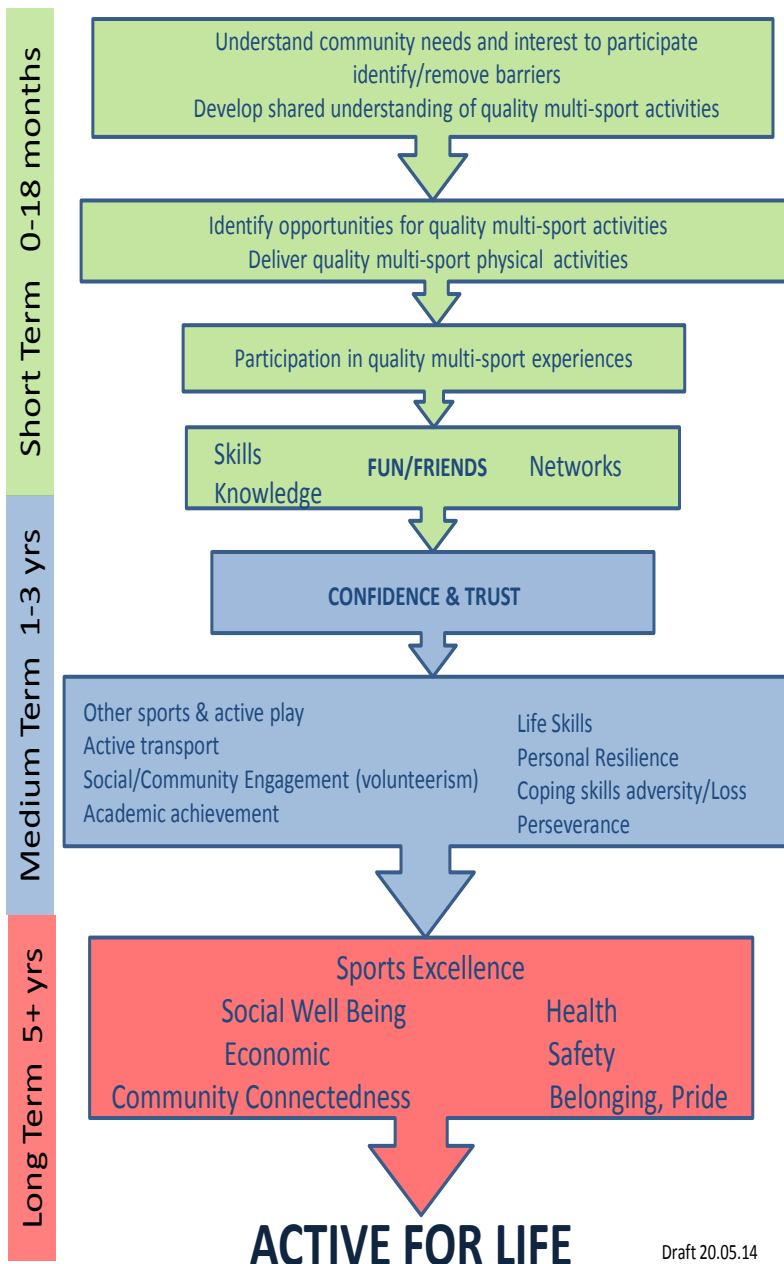 Short Term 0-18 months
Understand community needs and interest to participate
identify/remove barriers
Develop shared understanding of quality multi-sport activities
Identify opportunities for quality multi-sport activities
Deliver quality multi-sport physical activities
Participation in quality multi-sport experiences
Skills
Knowledge
FUN/FRIENDS
Networks
Medium Term 1-3 yrs
CONFIDENCE & TRUST
Other sports & active play
Active transport
Social/Community Engagement (volunteerism)
Academic achievement
Life Skills
Personal Resilience
Coping skills adversity/Loss
Perseverance
Long Term 5+ yrs
Sports Excellence
Social Well Being Health
Economic Safety
Community Connectedness Belonging, Pride
ACTIVE FOR LIFE
Draft 20.05.14